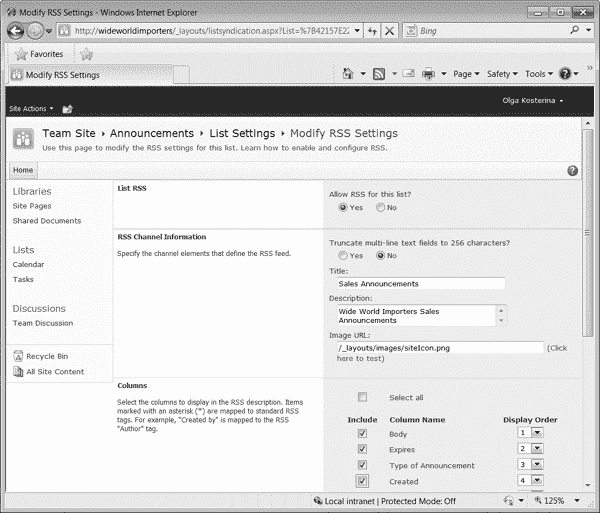 Modify RSS Settings - Windows Internet Explorer
http://wideworldimporters/_layouts/listsyndication.aspx?List=%7B42157E22
Bing
Favorites
Modify RSS Settings
Page
Safety
Tools
Olga Kosterina
Site Actions
Team Site
Announcements
List Settings
Modify RSS Settings
Use this page to modify the RSS settings for this list. Learn how to enable and configure RSS.
Home
Libraries
Site Pages
Shared Documents
Lists
Calendar
Tasks
Discussions
Team Discussion
Recycle Bin
All Site Content
List RSS
Allow RSS for this list?
Yes No
RSS Channel Information
Specify the channel elements that define the RSS feed.
Truncate multi-line text fields to 256 characters?
Yes No
Title:
Sales Announcements
Description:
Wide World Importers Sales
Announcements
Image URL:
/_layouts/images/siteIcon.png (Click
here to test)
Columns
Select the columns to display in the RSS description. Items
marked with an asterisk (*) are mapped to standard RSS
tags. For example, "Created by" is mapped to the RSS
"Author" tag.
Select all
Include Column Name Display Order
Body 1
Expires 2
Type of Announcement 3
Created 4
Local intranet | Protected Mode: Off
125%